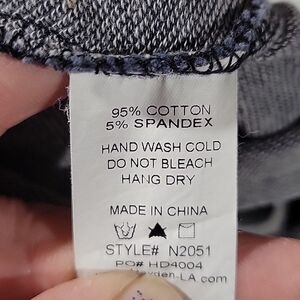 95% COTTON
5% SPANDEX
HAND WASH COLD
DO NOT BLEACH
HANG DRY
MADE IN CHINA
STYLE# N2051
PO# HD4004